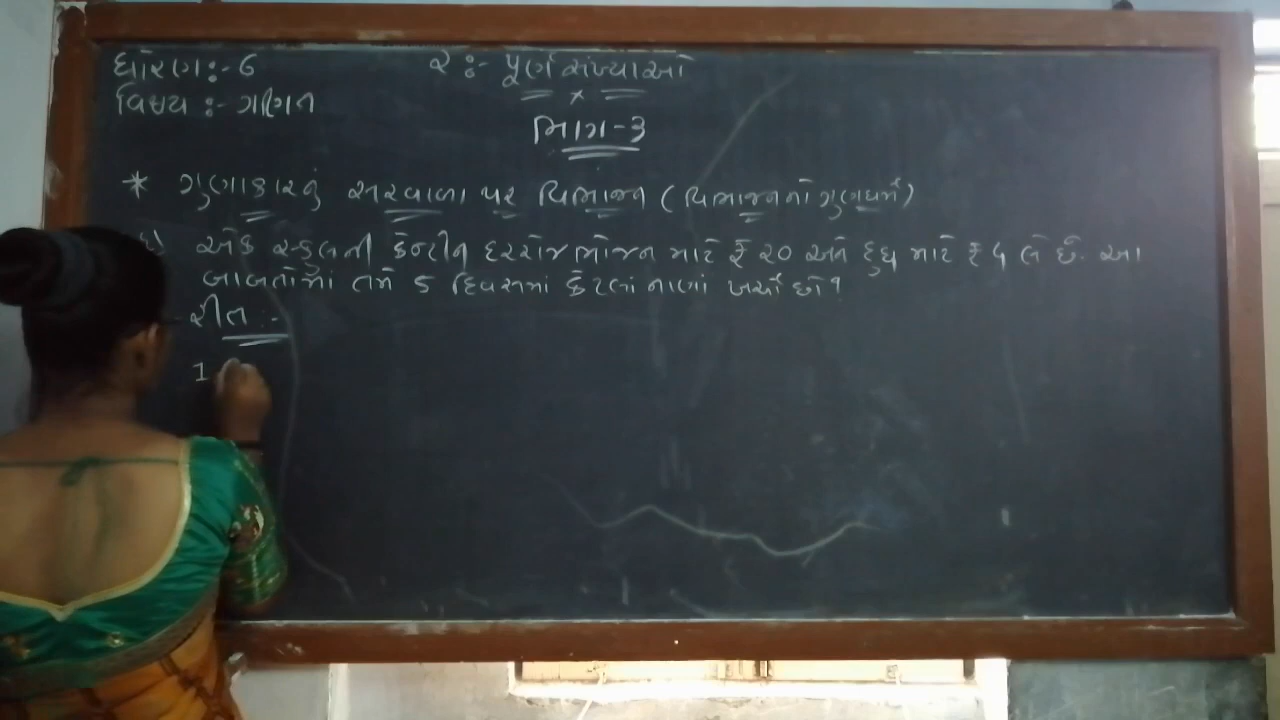 ધોરણ:- 6
૨ :- પૂર્ણ સંખ્યાઓ
વિષય :- ગણિત
ભાગ-3
* ગુણાકારનું સરવાળા પર વિભાજન (વિભાજનનો ગુણધર્મ)
એક સ્કુલની કેન્ટીન દરરોજ ભોજન માટે ₹ ૨૦ અને દુધ માટે ₹ ૫ લે છે. આ
બાબતોમાં તમે 5 દિવસમાં કેટલાં નાણાં ખર્ચો છો ?
રીત :-
1